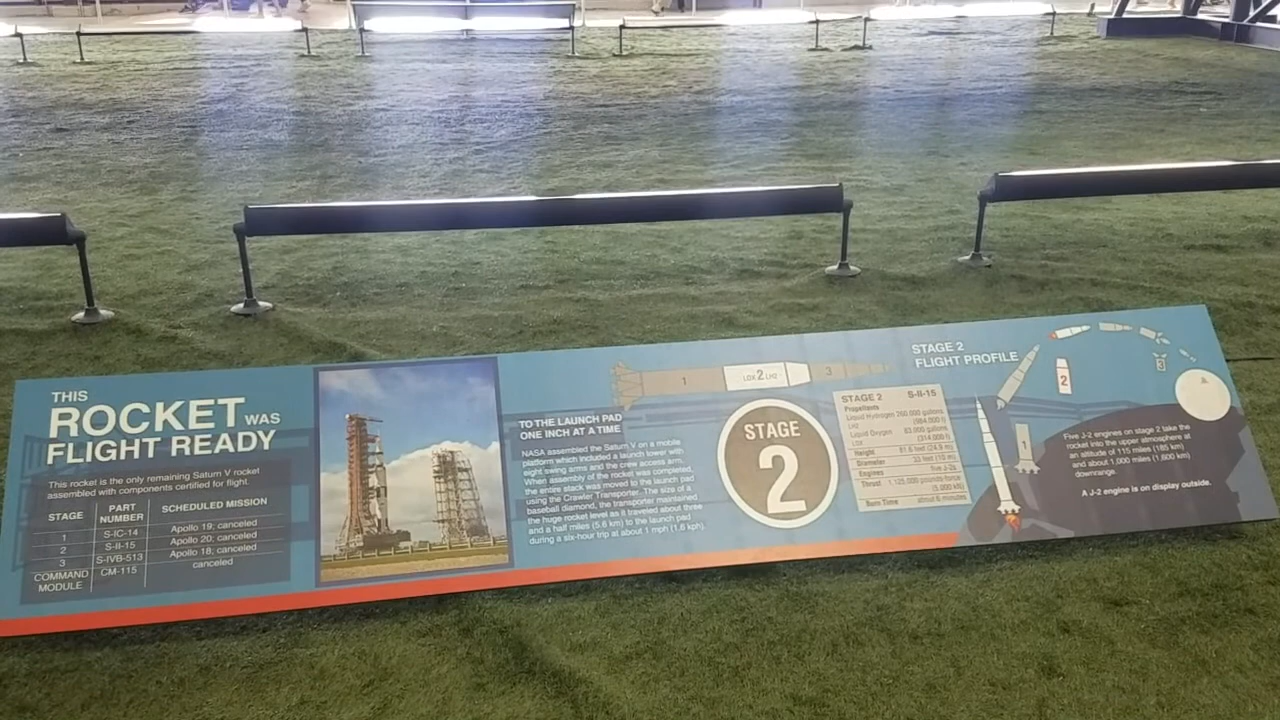 THIS
ROCKET WAS
FLIGHT READY
This rocket is the only remaining Saturn V rocket
assembled with components certified for flight.
STAGE PART NUMBER SCHEDULED MISSION
1 S-IC-14 Apollo 19; canceled
2 S-II-15 Apollo 20; canceled
3 S-IVB-513 Apollo 18; canceled
COMMAND MODULE CM-115 canceled
TO THE LAUNCH PAD
ONE INCH AT A TIME
NASA assembled the Saturn V on a mobile
platform which included a launch tower with
eight swing arms and the crew access arm.
When assembly of the rocket was completed,
the entire stack was moved to the launch pad
using the Crawler Transporter. The size of a
baseball diamond, the transporter maintained
the huge rocket level as it traveled about three
and a half miles (5.6 km) to the launch pad
during a six-hour trip at about 1 mph (1.6 kph).
1 LOX 2 LH2 3
STAGE
2
STAGE 2 S-II-15
Propellants
Liquid Hydrogen 260,000 gallons
LH2 (984,000 l)
Liquid Oxygen 83,000 gallons
LOX (314,000 l)
Height 81.6 feet (24.9 m)
Diameter 33 feet (10 m)
Engines five J-2s
Thrust 1,125,000 pounds-force
(5,000 kN)
Burn Time about 6 minutes
STAGE 2
FLIGHT PROFILE
1
2
3
Five J-2 engines on stage 2 take the
rocket into the upper atmosphere at
an altitude of 115 miles (185 km)
and about 1,000 miles (1,600 km)
downrange.
A J-2 engine is on display outside.